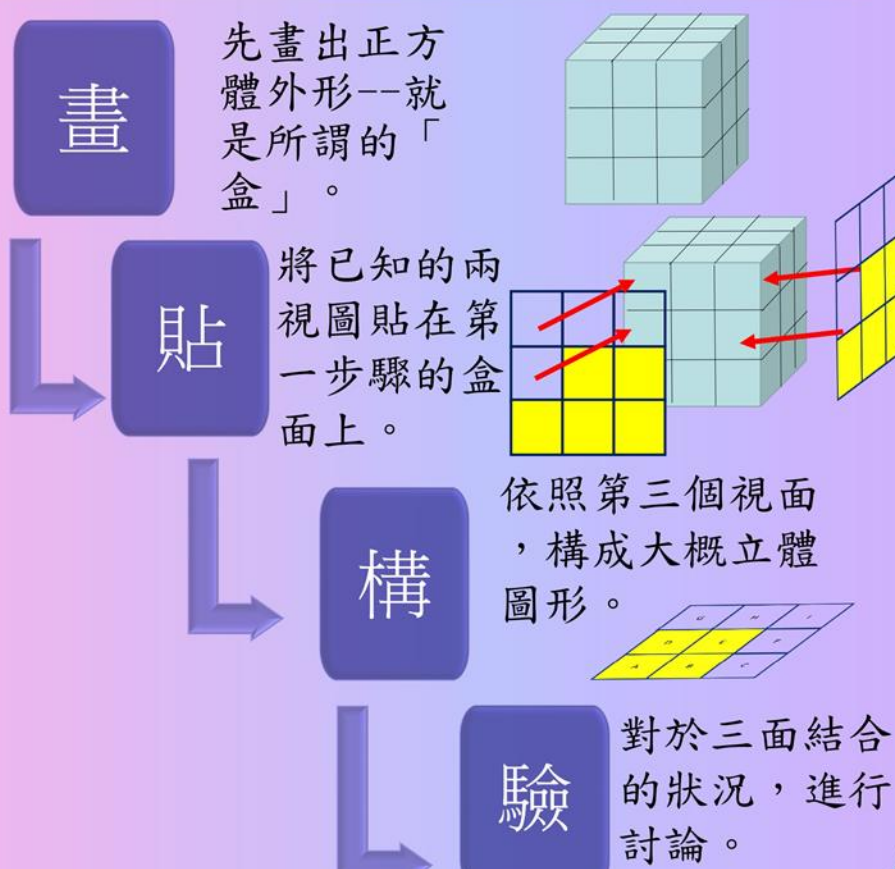 畫
先畫出正方
體外形--就
是所謂的「
盒」。
貼
將已知的兩
視圖貼在第
一步驟的盒
面上。
構
依照第三個視面
，構成大概立體
圖形。
G H I
D E F
A B C
驗
對於三面結合
的狀況，進行
討論。